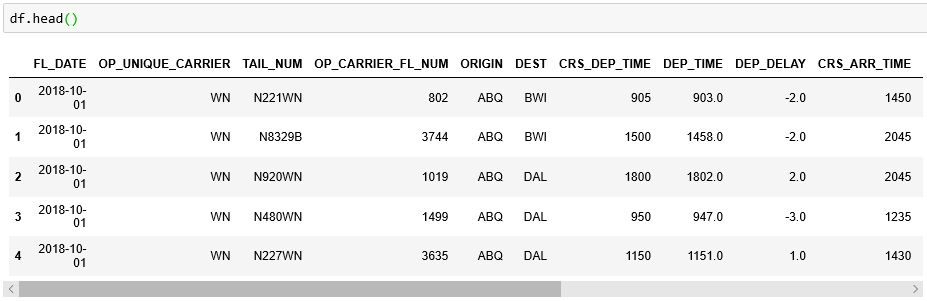 df.head()
FL_DATE OP_UNIQUE_CARRIER TAIL_NUM OP_CARRIER_FL_NUM ORIGIN DEST CRS_DEP_TIME DEP_TIME DEP_DELAY CRS_ARR_TIME
0 2018-10-01 WN N221WN 802 ABQ BWI 905 903.0 -2.0 1450
1 2018-10-01 WN N8329B 3744 ABQ BWI 1500 1458.0 -2.0 2045
2 2018-10-01 WN N920WN 1019 ABQ DAL 1800 1802.0 2.0 2045
3 2018-10-01 WN N480WN 1499 ABQ DAL 950 947.0 -3.0 1235
4 2018-10-01 WN N227WN 3635 ABQ DAL 1150 1151.0 1.0 1430